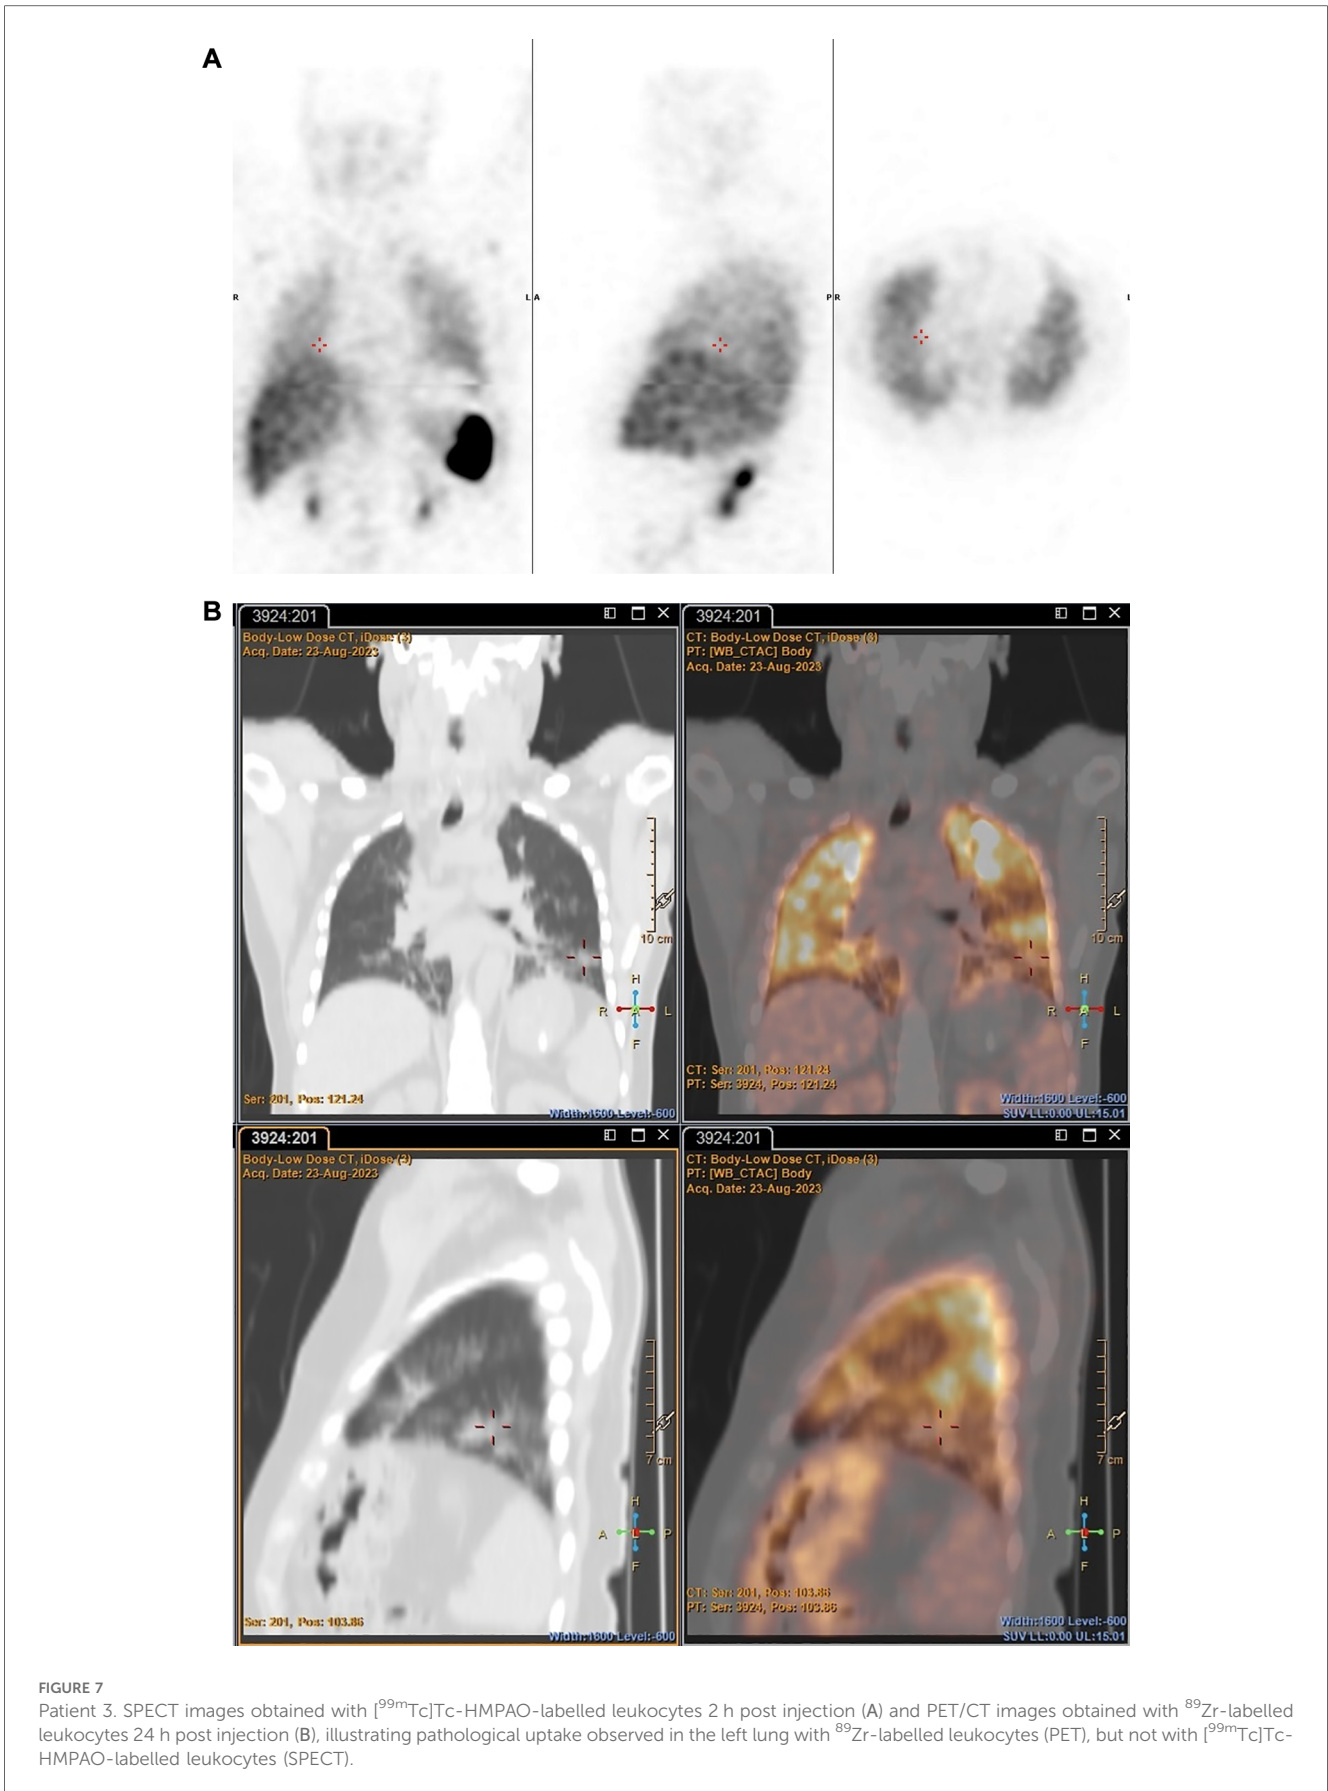 A
R
L A
P R
L
B
3924:201
Body-Low Dose CT, iDose (3)
Acq. Date: 23-Aug-2023
10 cm
H
R A L
F
Ser: 201, Pos: 121.24
Width:1600 Level:-600
3924:201
CT: Body-Low Dose CT, iDose (3)
PT: [WB_CTAC] Body
Acq. Date: 23-Aug-2023
10 cm
H
R A L
F
CT: Ser: 201, Pos: 121.24
PT: Ser: 3924, Pos: 121.24
Width:1600 Level:-600
SUV LL:0.00 UL:15.01
3924:201
Body-Low Dose CT, iDose (3)
Acq. Date: 23-Aug-2023
7 cm
H
A L P
F
Ser: 201, Pos: 103.86
Width:1600 Level:-600
3924:201
CT: Body-Low Dose CT, iDose (3)
PT: [WB_CTAC] Body
Acq. Date: 23-Aug-2023
7 cm
H
A L P
F
CT: Ser: 201, Pos: 103.86
PT: Ser: 3924, Pos: 103.86
Width:1600 Level:-600
SUV LL:0.00 UL:15.01
FIGURE 7
Patient 3. SPECT images obtained with [99mTc]Tc-HMPAO-labelled leukocytes 2 h post injection (A) and PET/CT images obtained with 89Zr-labelled
leukocytes 24 h post injection (B), illustrating pathological uptake observed in the left lung with 89Zr-labelled leukocytes (PET), but not with [99mTc]Tc-
HMPAO-labelled leukocytes (SPECT).